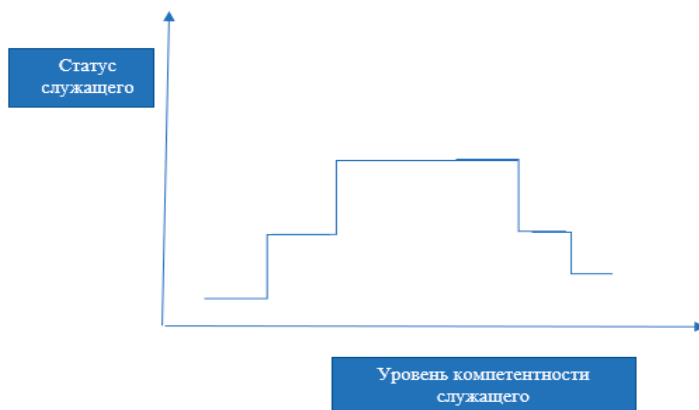 Статус
служащего
Уровень компетентности
служащего